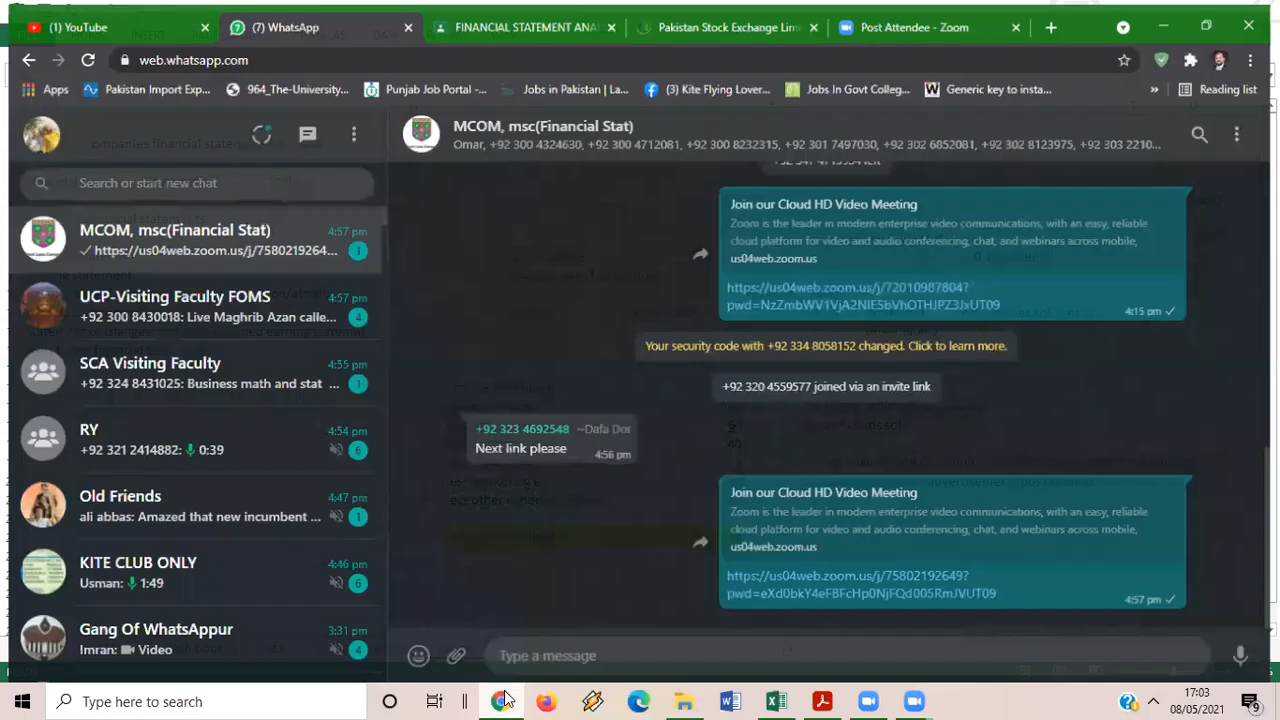 (1) YouTube
(7) WhatsApp
FINANCIAL STATEMENT ANAL
Pakistan Stock Exchange Lim
Post Attendee - Zoom
web.whatsapp.com
Apps
Pakistan Import Exp...
964_The-University...
Punjab Job Portal -...
Jobs in Pakistan | La...
(3) Kite Flying Lover...
Jobs In Govt Colleg...
Generic key to insta...
»
Reading list
MCOM, msc(Financial Stat)
Omar, +92 300 4324630, +92 300 4712081, +92 300 8232315, +92 301 7497030, +92 302 6852081, +92 302 8123975, +92 303 2210...
Search or start new chat
MCOM, msc(Financial Stat)
4:57 pm
https://us04web.zoom.us/j/7580219264...
1
UCP-Visiting Faculty FOMS
4:57 pm
+92 300 8430018: Live Maghrib Azan calle...
4
SCA Visiting Faculty
4:55 pm
+92 324 8431025: Business math and stat ...
1
RY
4:54 pm
+92 321 2414882: 0:39
6
Old Friends
4:47 pm
ali abbas: Amazed that new incumbent ...
1
KITE CLUB ONLY
4:46 pm
Usman: 1:49
6
Gang Of WhatsAppur
3:31 pm
Imran: Video
4
Join our Cloud HD Video Meeting
Zoom is the leader in modern enterprise video communications, with an easy, reliable
cloud platform for video and audio conferencing, chat, and webinars across mobile,
us04web.zoom.us
https://us04web.zoom.us/j/72010987804?
4:15 pm
Your security code with +92 334 8058152 changed. Click to learn more.
+92 320 4559577 joined via an invite link
+92 323 4692548 ~Dafa Dor
Next link please
4:56 pm
Join our Cloud HD Video Meeting
Zoom is the leader in modern enterprise video communications, with an easy, reliable
cloud platform for video and audio conferencing, chat, and webinars across mobile,
us04web.zoom.us
https://us04web.zoom.us/j/75802192649?
pwd=eXd0bkY4eFBFcHp0NjFQd005RmJVUT09
4:57 pm
Type a message
Type here to search
17:03
08/05/2021
9